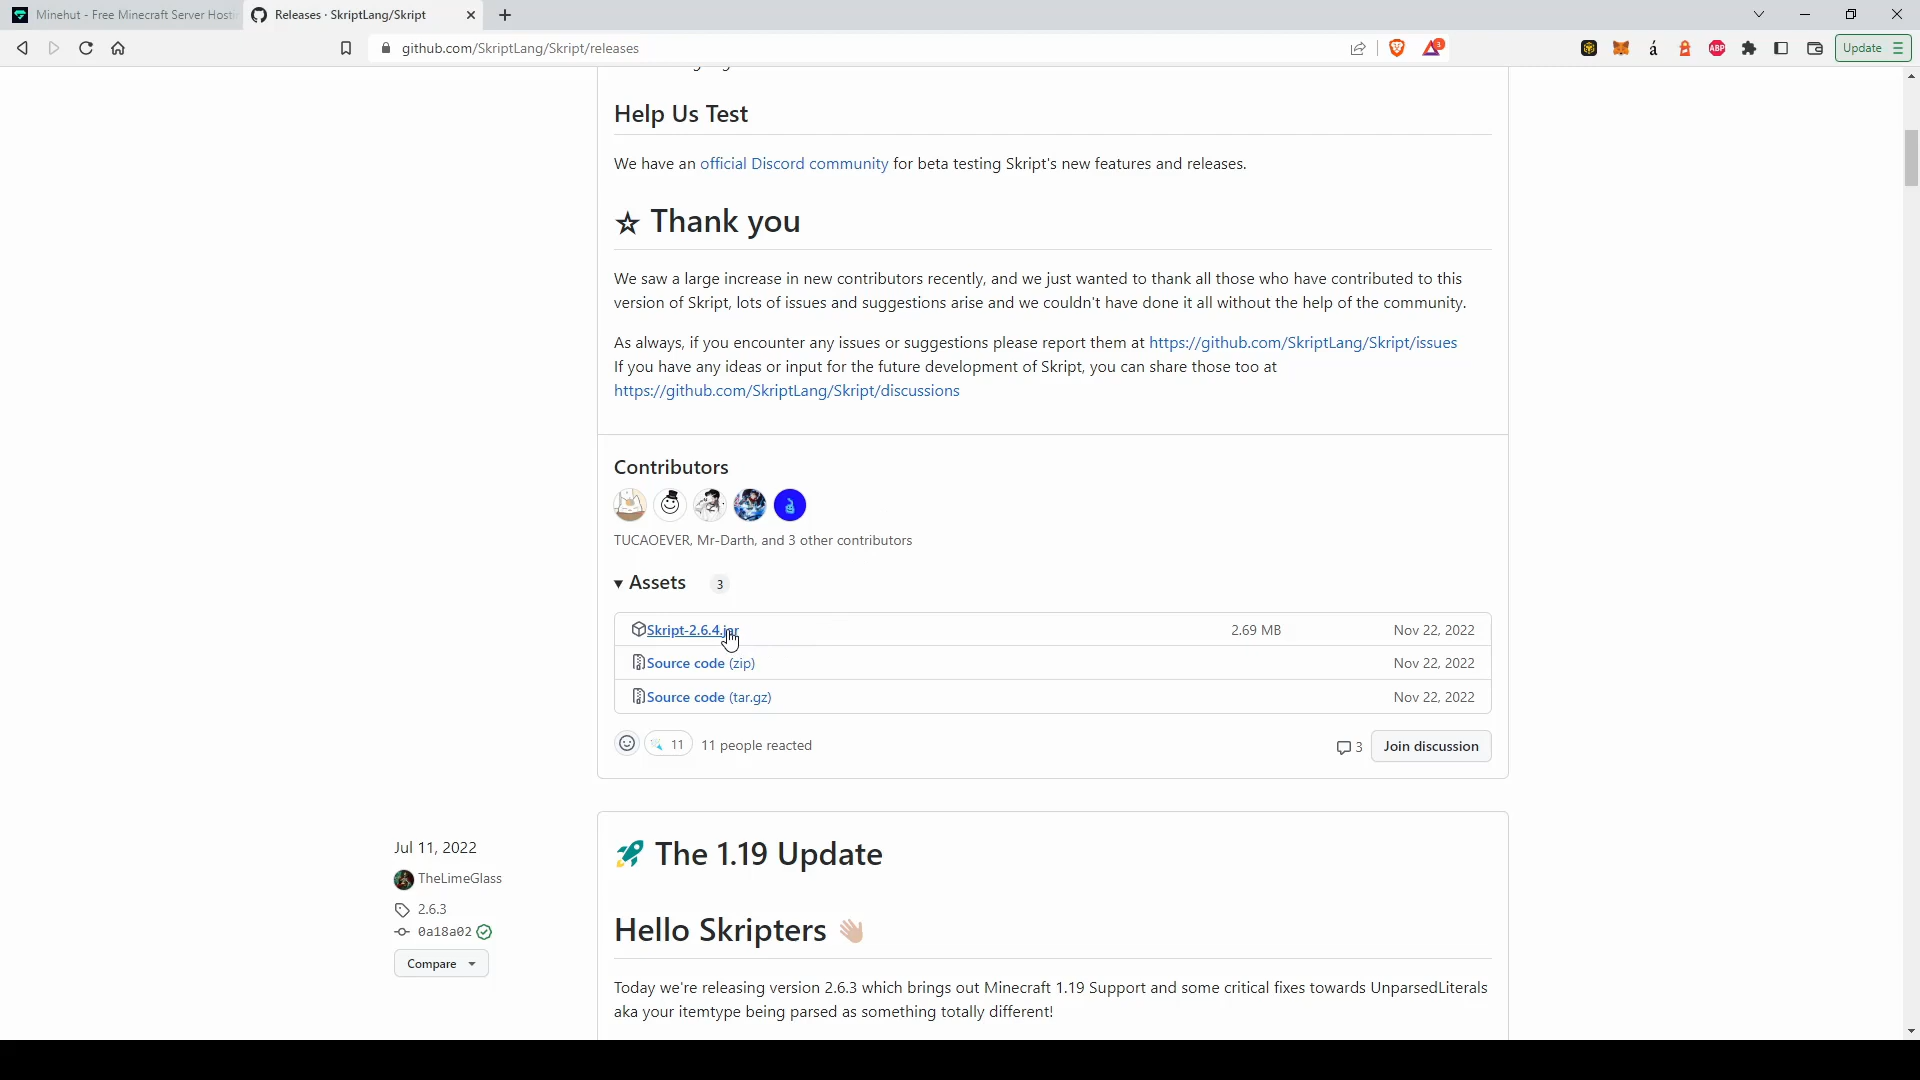 Minehut - Free Minecraft Server Hosti
Releases · SkriptLang/Skript
github.com/SkriptLang/Skript/releases
3
á
ABP
Update
Help Us Test
We have an official Discord community for beta testing Skript's new features and releases.
☆ Thank you
We saw a large increase in new contributors recently, and we just wanted to thank all those who have contributed to this
version of Skript, lots of issues and suggestions arise and we couldn't have done it all without the help of the community.
As always, if you encounter any issues or suggestions please report them at https://github.com/SkriptLang/Skript/issues
If you have any ideas or input for the future development of Skript, you can share those too at
https://github.com/SkriptLang/Skript/discussions
Contributors
TUCAOEVER, Mr-Darth, and 3 other contributors
Assets 3
Skript-2.6.4.jar 2.69 MB Nov 22, 2022
Source code (zip) Nov 22, 2022
Source code (tar.gz) Nov 22, 2022
11 11 people reacted
3 Join discussion
Jul 11, 2022
TheLimeGlass
2.6.3
0a18a02
Compare
🚀 The 1.19 Update
Hello Skripters 👋
Today we're releasing version 2.6.3 which brings out Minecraft 1.19 Support and some critical fixes towards UnparsedLiterals
aka your itemtype being parsed as something totally different!